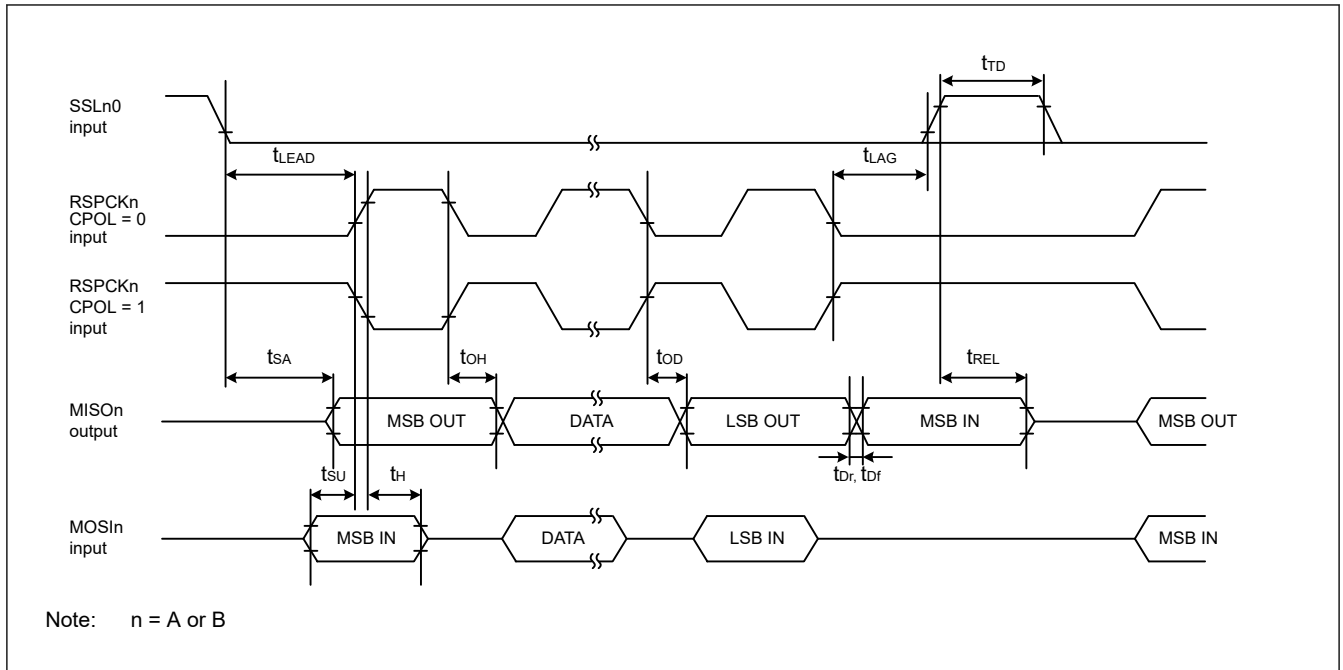 tTD
SSLn0
input
tLEAD
tLAG
RSPCKn
CPOL = 0
input
RSPCKn
CPOL = 1
input
tSA
tOH
tOD
tREL
MISOn
output
MSB OUT
DATA
LSB OUT
MSB IN
MSB OUT
tSU
tH
tDr, tDf
MOSIn
input
MSB IN
DATA
LSB IN
MSB IN
Note: n = A or B